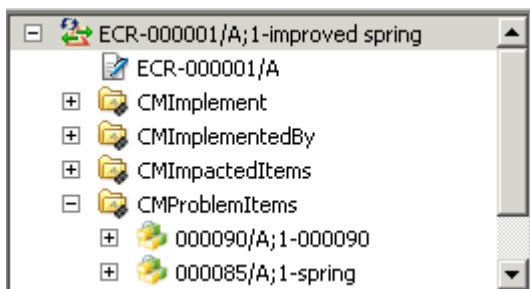 ECR-000001/A;1-improved spring
ECR-000001/A
CMImplement
CMImplementedBy
CMImpactedItems
CMProblemItems
000090/A;1-000090
000085/A;1-spring